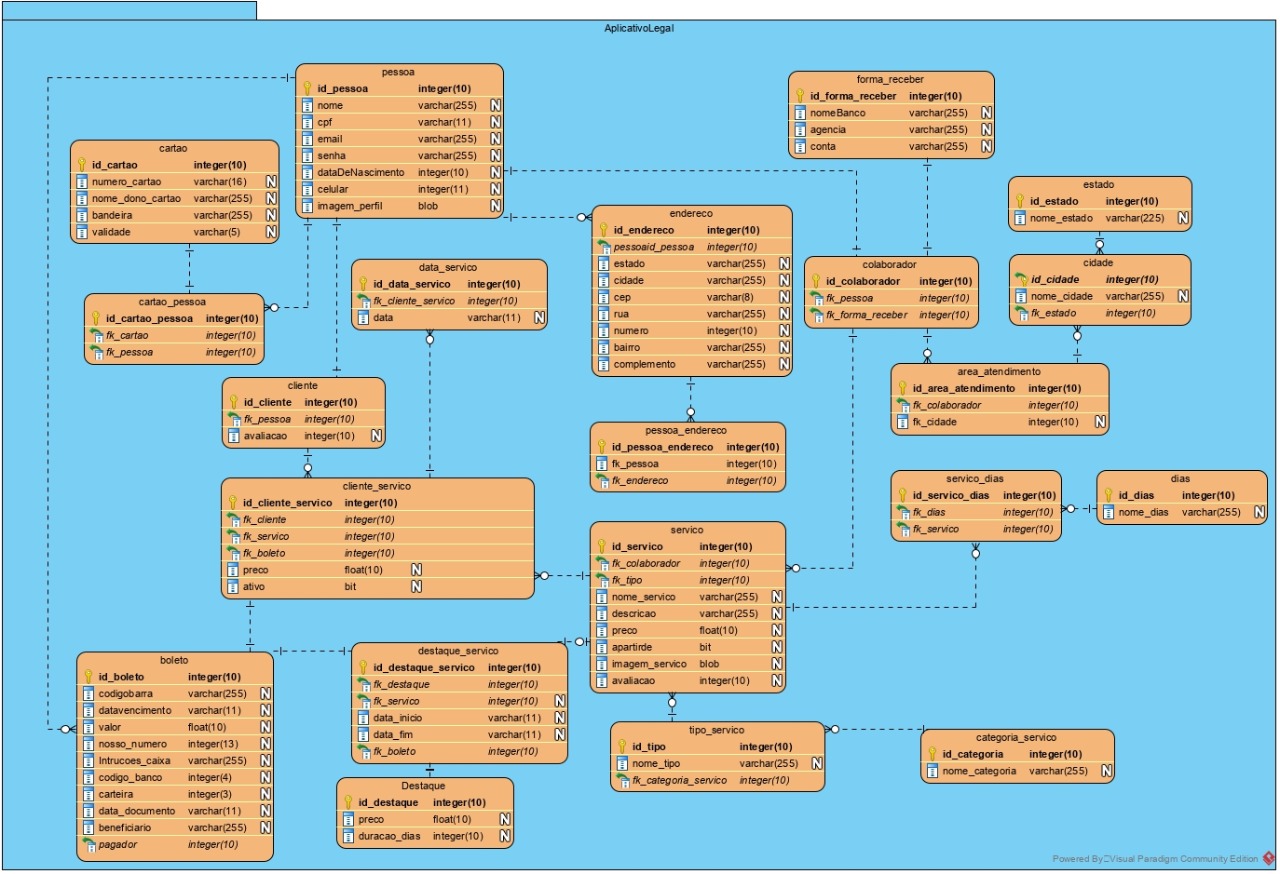 AplicativoLegal
pessoa
id_pessoa integer(10)
nome varchar(255) N
cpf varchar(11) N
email varchar(255) N
senha varchar(255) N
dataDeNascimento integer(10) N
celular integer(11) N
imagem_perfil blob N
forma_receber
id_forma_receber integer(10)
nomeBanco varchar(255) N
agencia varchar(255) N
conta varchar(255) N
cartao
id_cartao integer(10)
numero_cartao varchar(16) N
nome_dono_cartao varchar(255) N
bandeira varchar(255) N
validade varchar(5) N
estado
id_estado integer(10)
nome_estado varchar(225) N
endereco
id_endereco integer(10)
pessoaid_pessoa integer(10)
estado varchar(255) N
cidade varchar(255) N
cep varchar(8) N
rua varchar(255) N
numero integer(10) N
bairro varchar(255) N
complemento varchar(255) N
data_servico
id_data_servico integer(10)
fk_cliente_servico integer(10)
data varchar(11) N
colaborador
id_colaborador integer(10)
fk_pessoa integer(10)
fk_forma_receber integer(10)
cidade
id_cidade integer(10)
nome_cidade varchar(255) N
fk_estado integer(10)
cartao_pessoa
id_cartao_pessoa integer(10)
fk_cartao integer(10)
fk_pessoa integer(10)
cliente
id_cliente integer(10)
fk_pessoa integer(10)
avaliacao integer(10) N
area_atendimento
id_area_atendimento integer(10)
fk_colaborador integer(10)
fk_cidade integer(10) N
pessoa_endereco
id_pessoa_endereco integer(10)
fk_pessoa integer(10)
fk_endereco integer(10)
cliente_servico
id_cliente_servico integer(10)
fk_cliente integer(10)
fk_servico integer(10)
fk_boleto integer(10)
preco float(10) N
ativo bit N
servico_dias
id_servico_dias integer(10)
fk_dias integer(10)
fk_servico integer(10)
dias
id_dias integer(10)
nome_dias varchar(255) N
servico
id_servico integer(10)
fk_colaborador integer(10)
fk_tipo integer(10)
nome_servico varchar(255) N
descricao varchar(255) N
preco float(10) N
apartirde bit N
imagem_servico blob N
avaliacao integer(10) N
boleto
id_boleto integer(10)
codigobarra varchar(255) N
datavencimento varchar(11) N
valor float(10) N
nosso_numero integer(13) N
Intrucoes_caixa varchar(255) N
codigo_banco integer(4) N
carteira integer(3) N
data_documento varchar(11) N
beneficiario varchar(255) N
pagador integer(10)
destaque_servico
id_destaque_servico integer(10)
fk_destaque integer(10)
fk_servico integer(10) N
data_inicio varchar(11) N
data_fim varchar(11) N
fk_boleto integer(10)
Destaque
id_destaque integer(10)
preco float(10) N
duracao_dias integer(10) N
tipo_servico
id_tipo integer(10)
nome_tipo varchar(255) N
fk_categoria_servico integer(10)
categoria_servico
id_categoria integer(10)
nome_categoria varchar(255) N
Powered By Visual Paradigm Community Edition